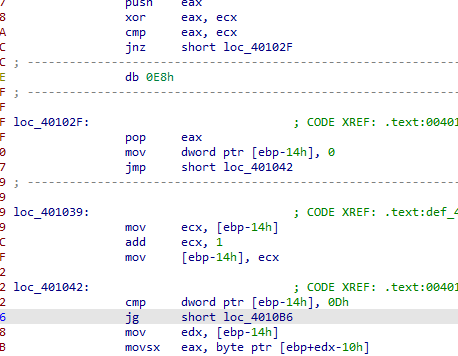 7 push eax
8 xor eax, ecx
A cmp eax, ecx
C jnz short loc_40102F
C ; ---------------------------------------------------------------
E db 0E8h
F ; ---------------------------------------------------------------
F
F loc_40102F: ; CODE XREF: .text:00401
F pop eax
0 mov dword ptr [ebp-14h], 0
7 jmp short loc_401042
9 ; ---------------------------------------------------------------
9
9 loc_401039: ; CODE XREF: .text:def_4
9 mov ecx, [ebp-14h]
C add ecx, 1
F mov [ebp-14h], ecx
2
2 loc_401042: ; CODE XREF: .text:00401
2 cmp dword ptr [ebp-14h], 0Dh
6 jg short loc_4010B6
8 mov edx, [ebp-14h]
B movsx eax, byte ptr [ebp+edx-10h]